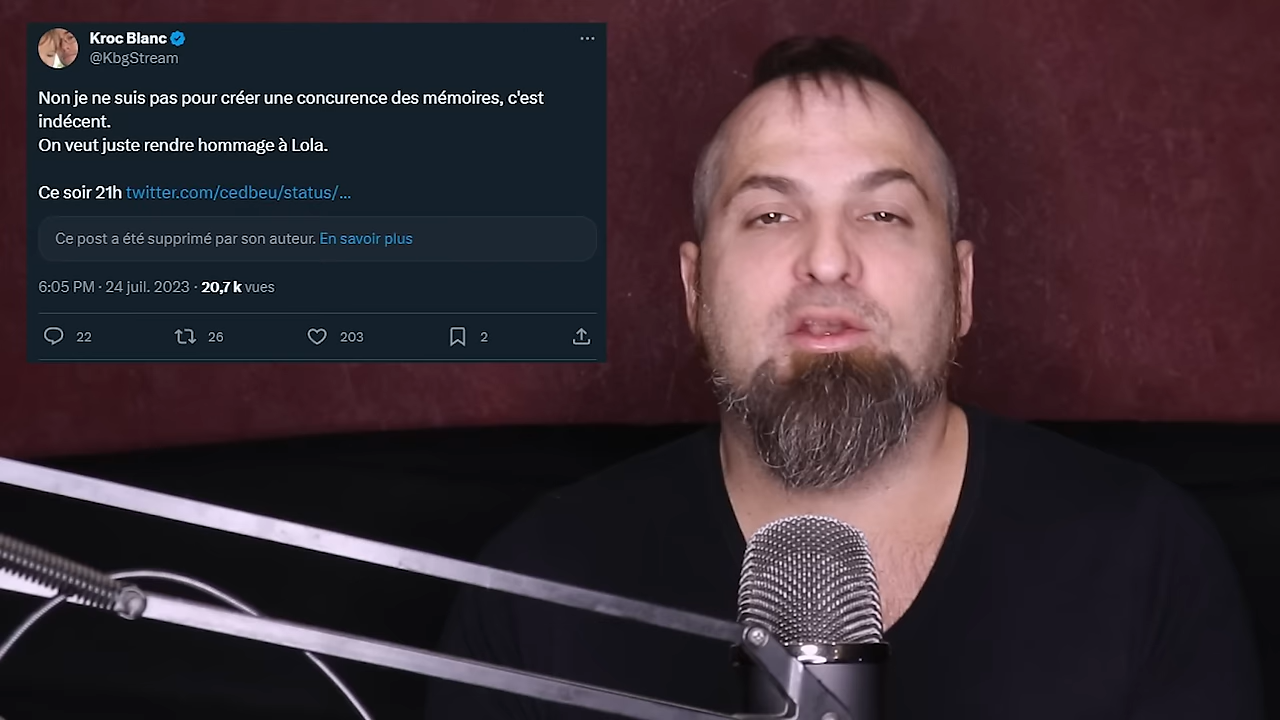 Kroc Blanc
@KbgStream
Non je ne suis pas pour créer une concurence des mémoires, c'est
indécent.
On veut juste rendre hommage à Lola.
Ce soir 21h twitter.com/cedbeu/status/...
Ce post a été supprimé par son auteur. En savoir plus
6:05 PM · 24 juil. 2023 · 20,7 k vues
22 26 203 2